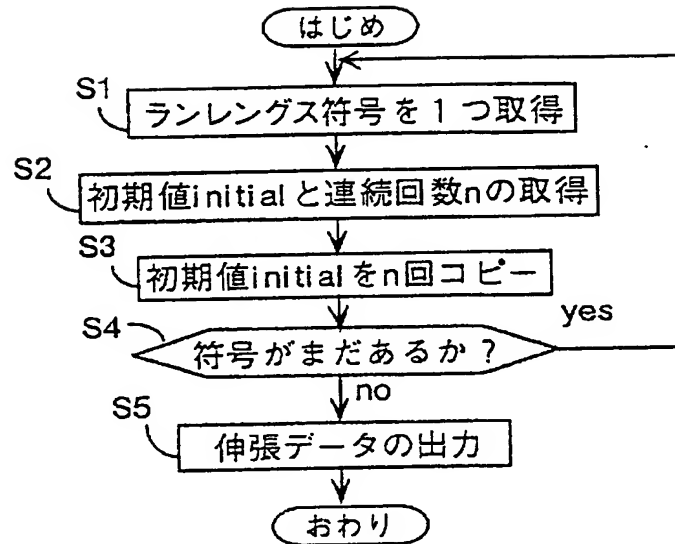 はじめ
S1
ランレングス符号を1つ取得
S2
初期値initialと連続回数nの取得
S3
初期値initialをn回コピー
S4
符号がまだあるか?
yes
no
S5
伸張データの出力
おわり